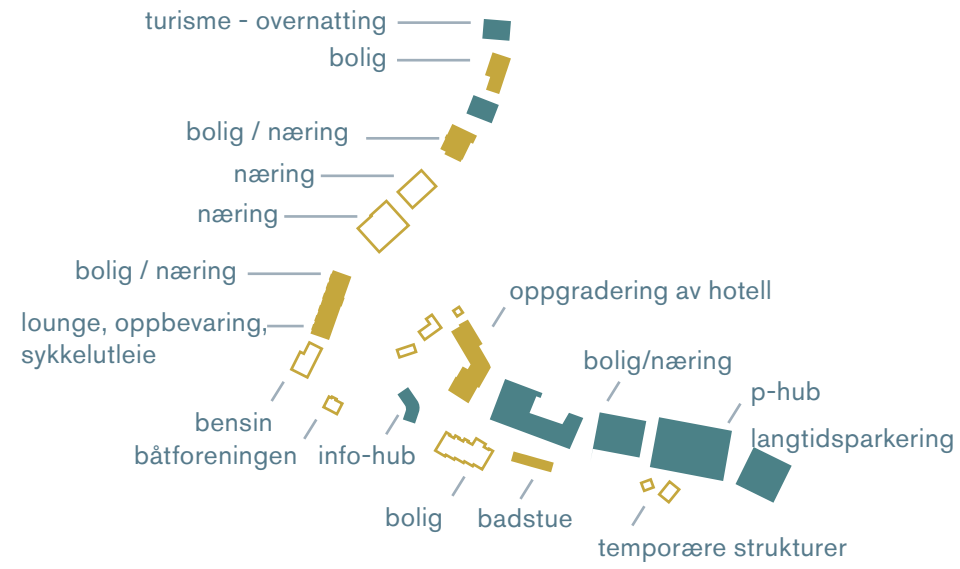 turisme - overnatting
bolig
bolig / næring
næring
næring
bolig / næring
oppgradering av hotell
lounge, oppbevaring,
sykkelutleie
bolig/næring
p-hub
bensin
langtidsparkering
båtforeningen
info-hub
bolig
badstue
temporære strukturer